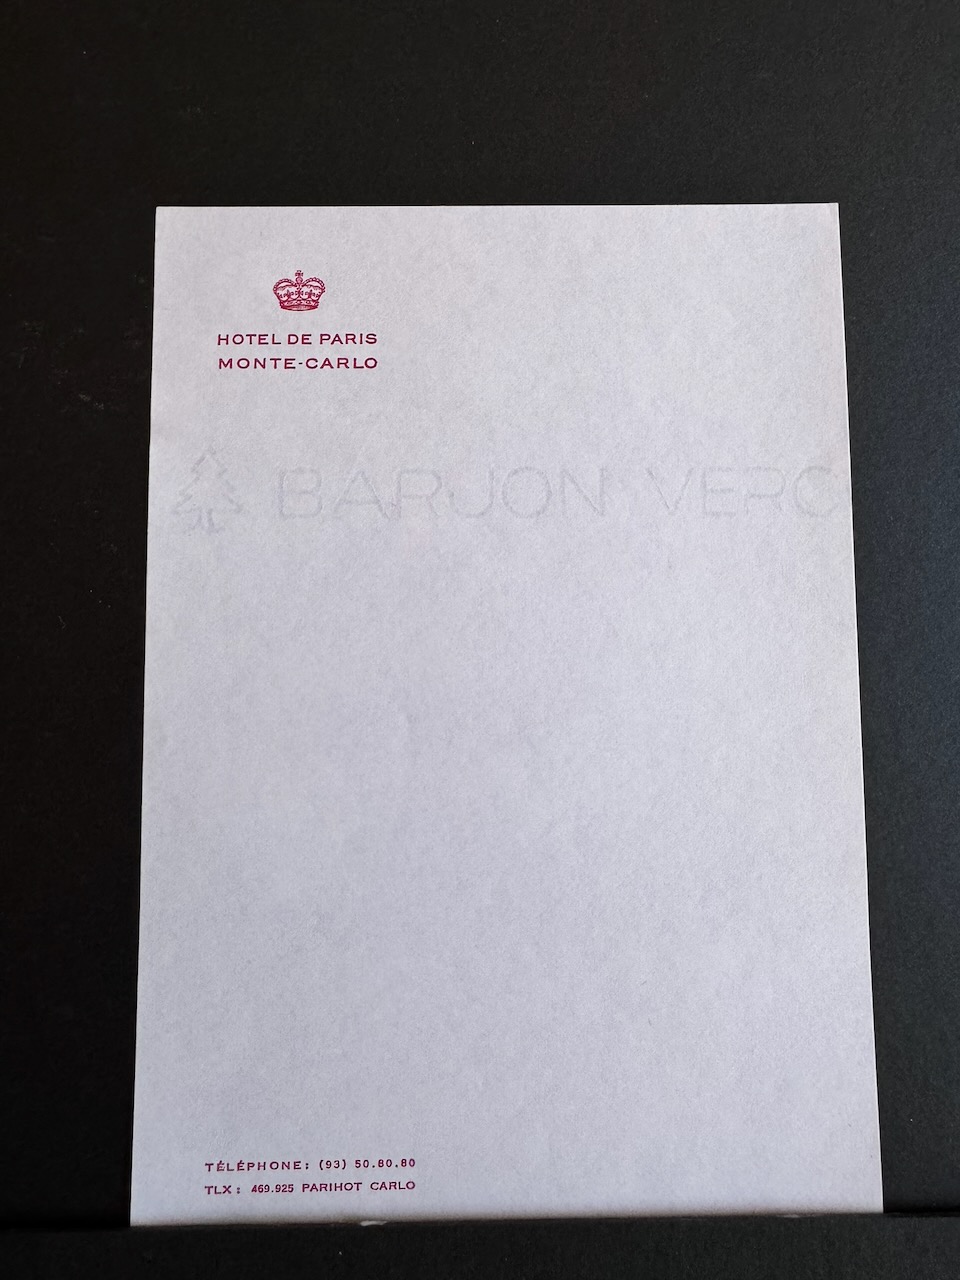 HOTEL DE PARIS
MONTE-CARLO
BARJON VERC
TÉLÉPHONE: (93) 50.80.80
TLX: 469.925 PARIHOT CARLO